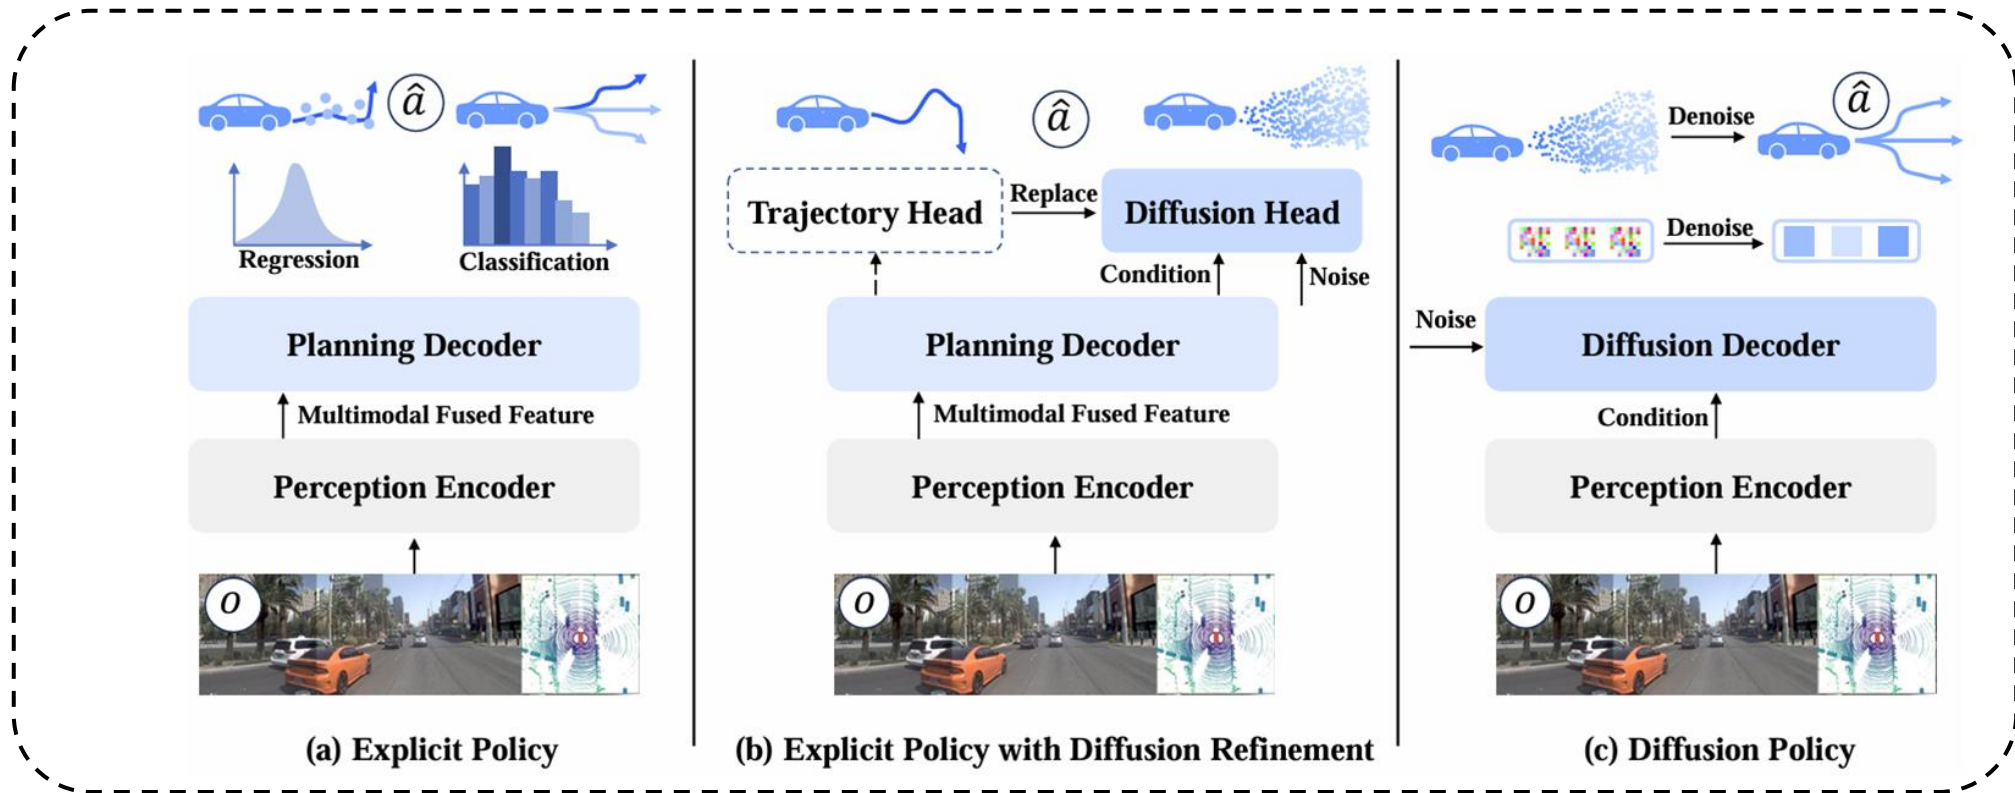 â
Regression
Classification
Planning Decoder
Multimodal Fused Feature
Perception Encoder
o
(a) Explicit Policy
â
Trajectory Head
Replace
Diffusion Head
Condition
Noise
Planning Decoder
Multimodal Fused Feature
Perception Encoder
o
(b) Explicit Policy with Diffusion Refinement
Denoise
â
Denoise
Noise
Diffusion Decoder
Condition
Perception Encoder
o
(c) Diffusion Policy